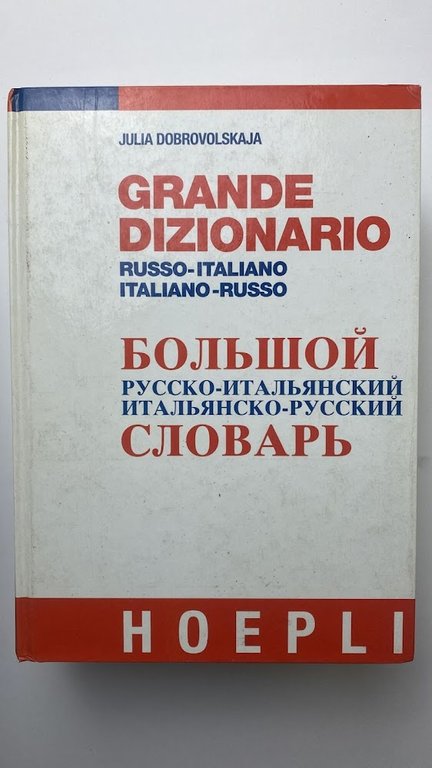 JULIA DOBROVOLSKAJA
GRANDE
DIZIONARIO
RUSSO-ITALIANO
ITALIANO-RUSSO
БОЛЬШОЙ
РУССКО-ИТАЛЬЯНСКИЙ
ИТАЛЬЯНСКО-РУССКИЙ
СЛОВАРЬ
HOEPLI